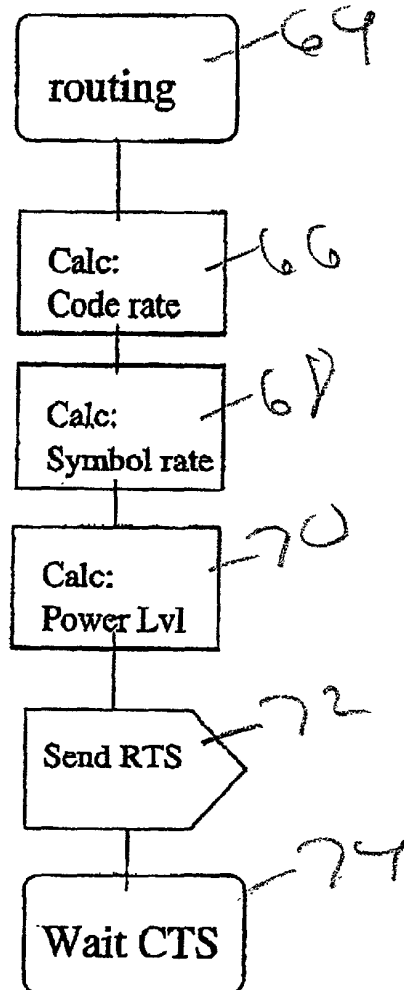 routing
64
Calc:
Code rate
66
Calc:
Symbol rate
68
Calc:
Power Lvl
70
Send RTS
72
Wait CTS
74